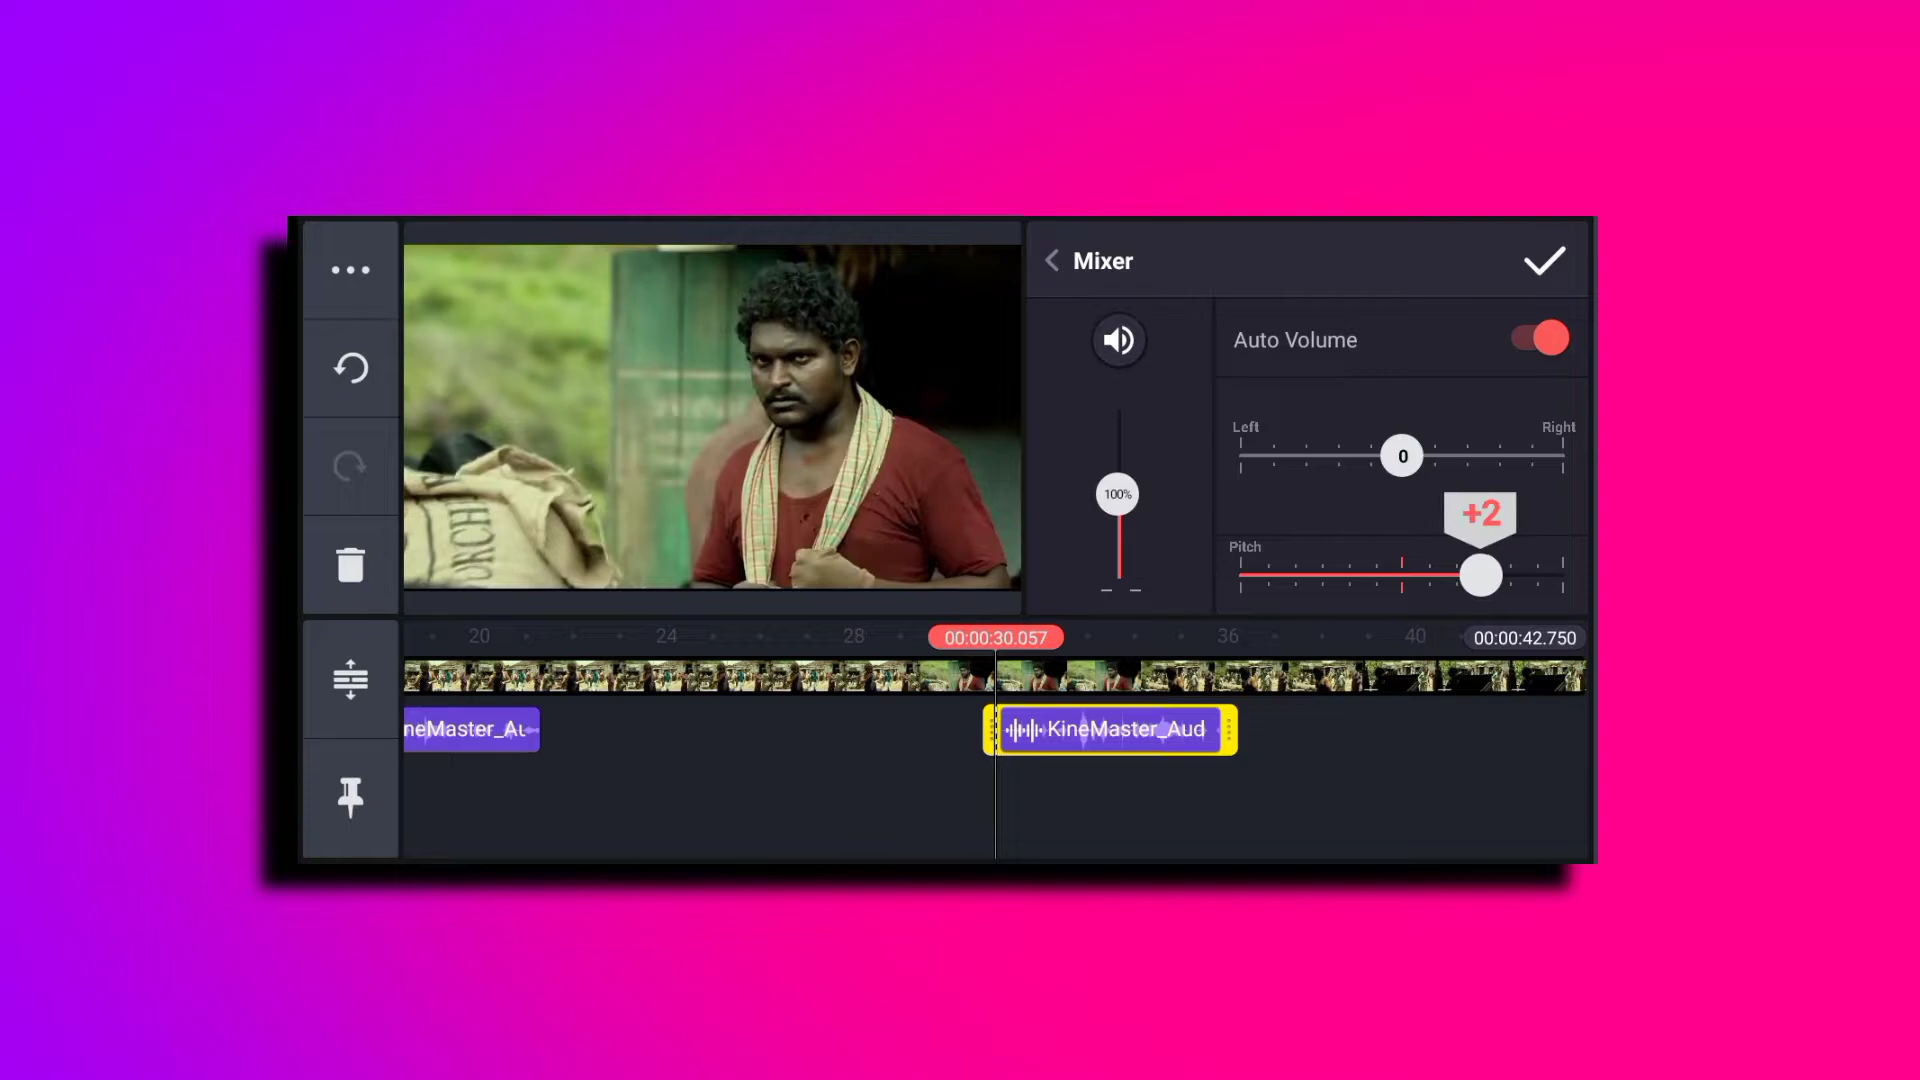 Mixer
Auto Volume
Left
Right
0
100%
+2
Pitch
20
24
28
00:00:30.057
36
40
00:00:42.750
neMaster_Au
KineMaster_Aud